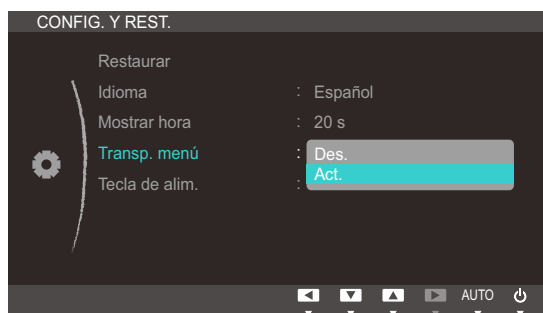 CONFIG. Y REST.
Restaurar
Idioma : Español
Mostrar hora : 20 s
Transp. menú : Des.
Act.
Tecla de alim. :
AUTO